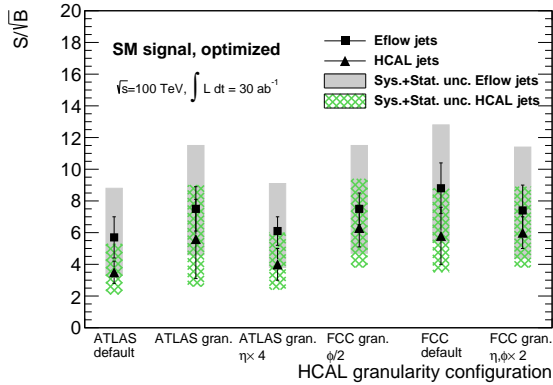 S/√B
20
18
16
14
12
10
8
6
4
2
0
SM signal, optimized
√s=100 TeV, ∫ L dt = 30 ab⁻¹
Eflow jets
HCAL jets
Sys.+Stat. unc. Eflow jets
Sys.+Stat. unc. HCAL jets
ATLAS default
ATLAS gran.
ATLAS gran. η× 4
FCC gran. ϕ/2
FCC default
FCC gran. η,ϕ× 2
HCAL granularity configuration